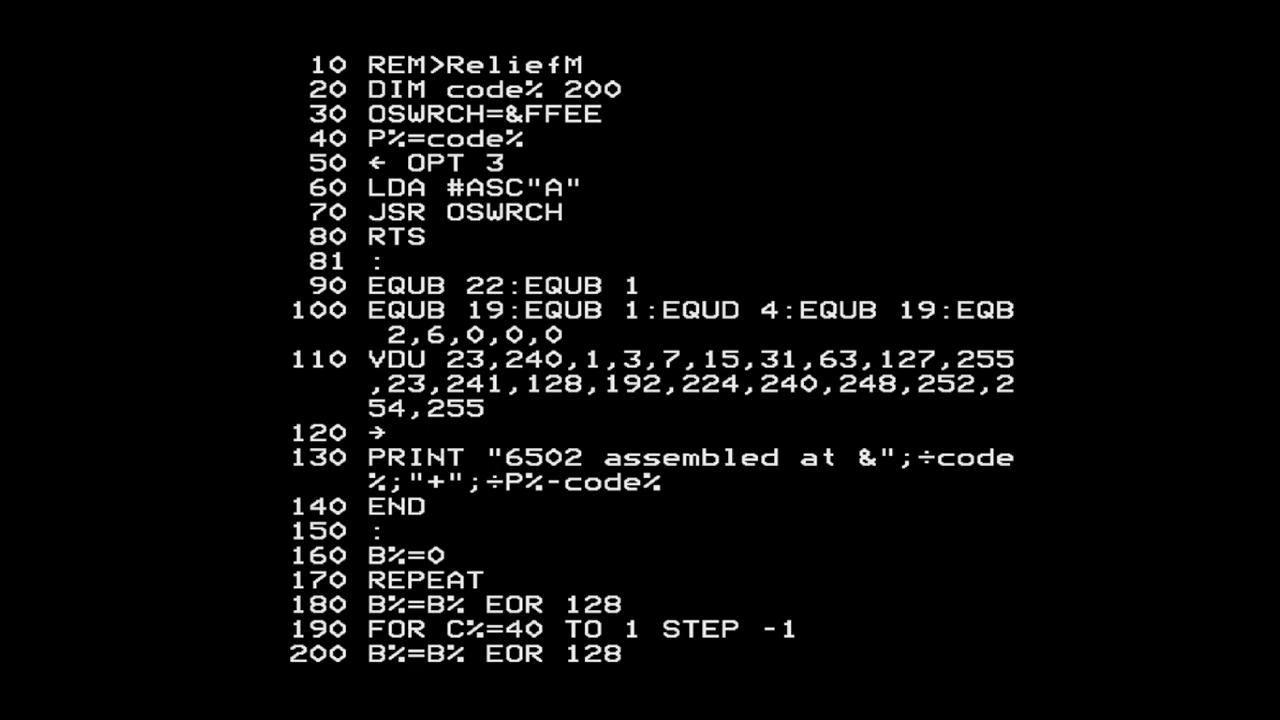 10 REM>ReliefM
20 DIM code% 200
30 OSWRCH=&FFEE
40 P%=code%
50 ← OPT 3
60 LDA #ASC"A"
70 JSR OSWRCH
80 RTS
81 :
90 EQUB 22:EQUB 1
100 EQUB 19:EQUB 1:EQUD 4:EQUB 19:EQB
2,6,0,0,0
110 VDU 23,240,1,3,7,15,31,63,127,255
,23,241,128,192,224,240,248,252,2
54,255
120 →
130 PRINT "6502 assembled at &";÷code
%;"+";÷P%-code%
140 END
150 :
160 B%=0
170 REPEAT
180 B%=B% EOR 128
190 FOR C%=40 TO 1 STEP -1
200 B%=B% EOR 128